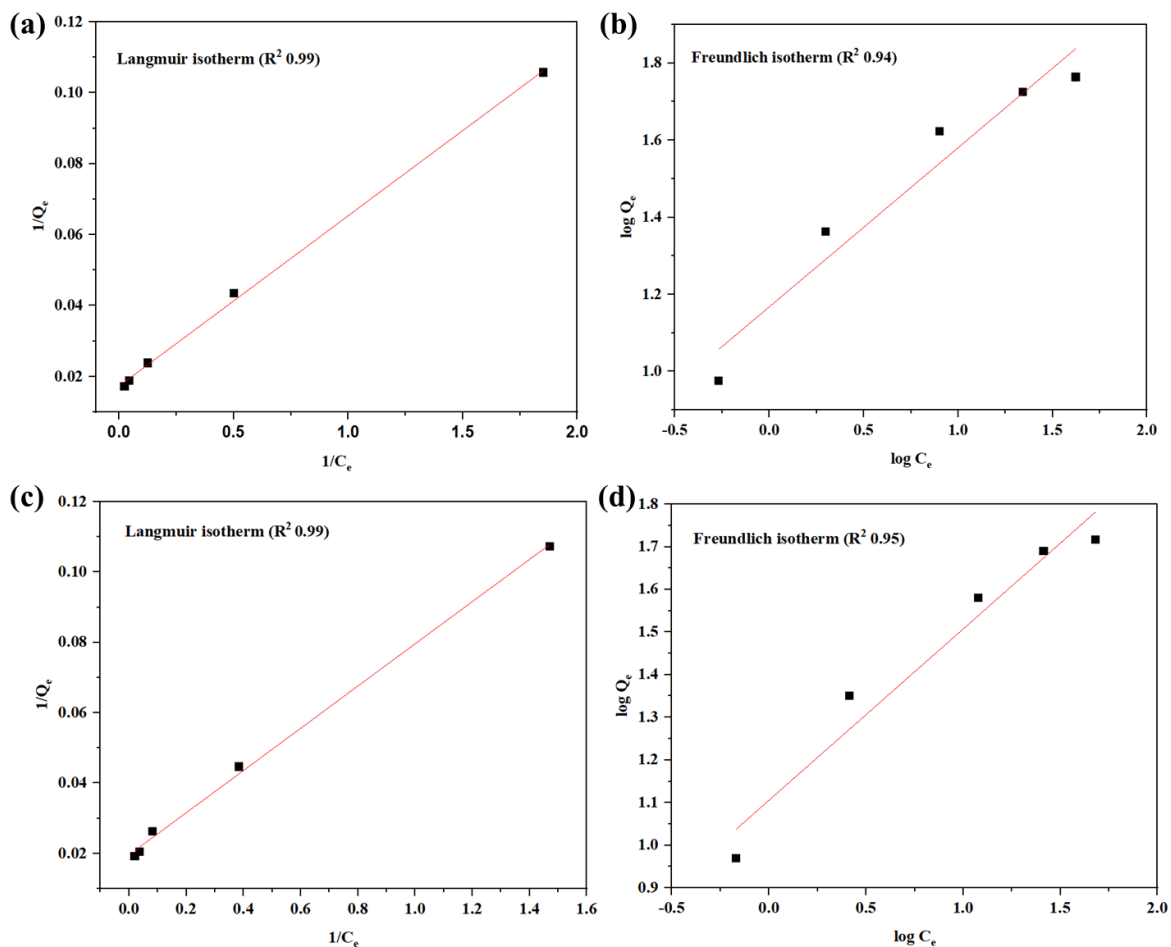 (a)
0.12
0.10
0.08
0.06
0.04
0.02
1/Qe
Langmuir isotherm (R2 0.99)
0.0 0.5 1.0 1.5 2.0
1/Ce
(b)
1.8
1.6
1.4
1.2
1.0
log Qe
Freundlich isotherm (R2 0.94)
-0.5 0.0 0.5 1.0 1.5 2.0
log Ce
(c)
0.12
0.10
0.08
0.06
0.04
0.02
1/Qe
Langmuir isotherm (R2 0.99)
0.0 0.2 0.4 0.6 0.8 1.0 1.2 1.4 1.6
1/Ce
(d)
1.8
1.7
1.6
1.5
1.4
1.3
1.2
1.1
1.0
0.9
log Qe
Freundlich isotherm (R2 0.95)
-0.5 0.0 0.5 1.0 1.5 2.0
log Ce